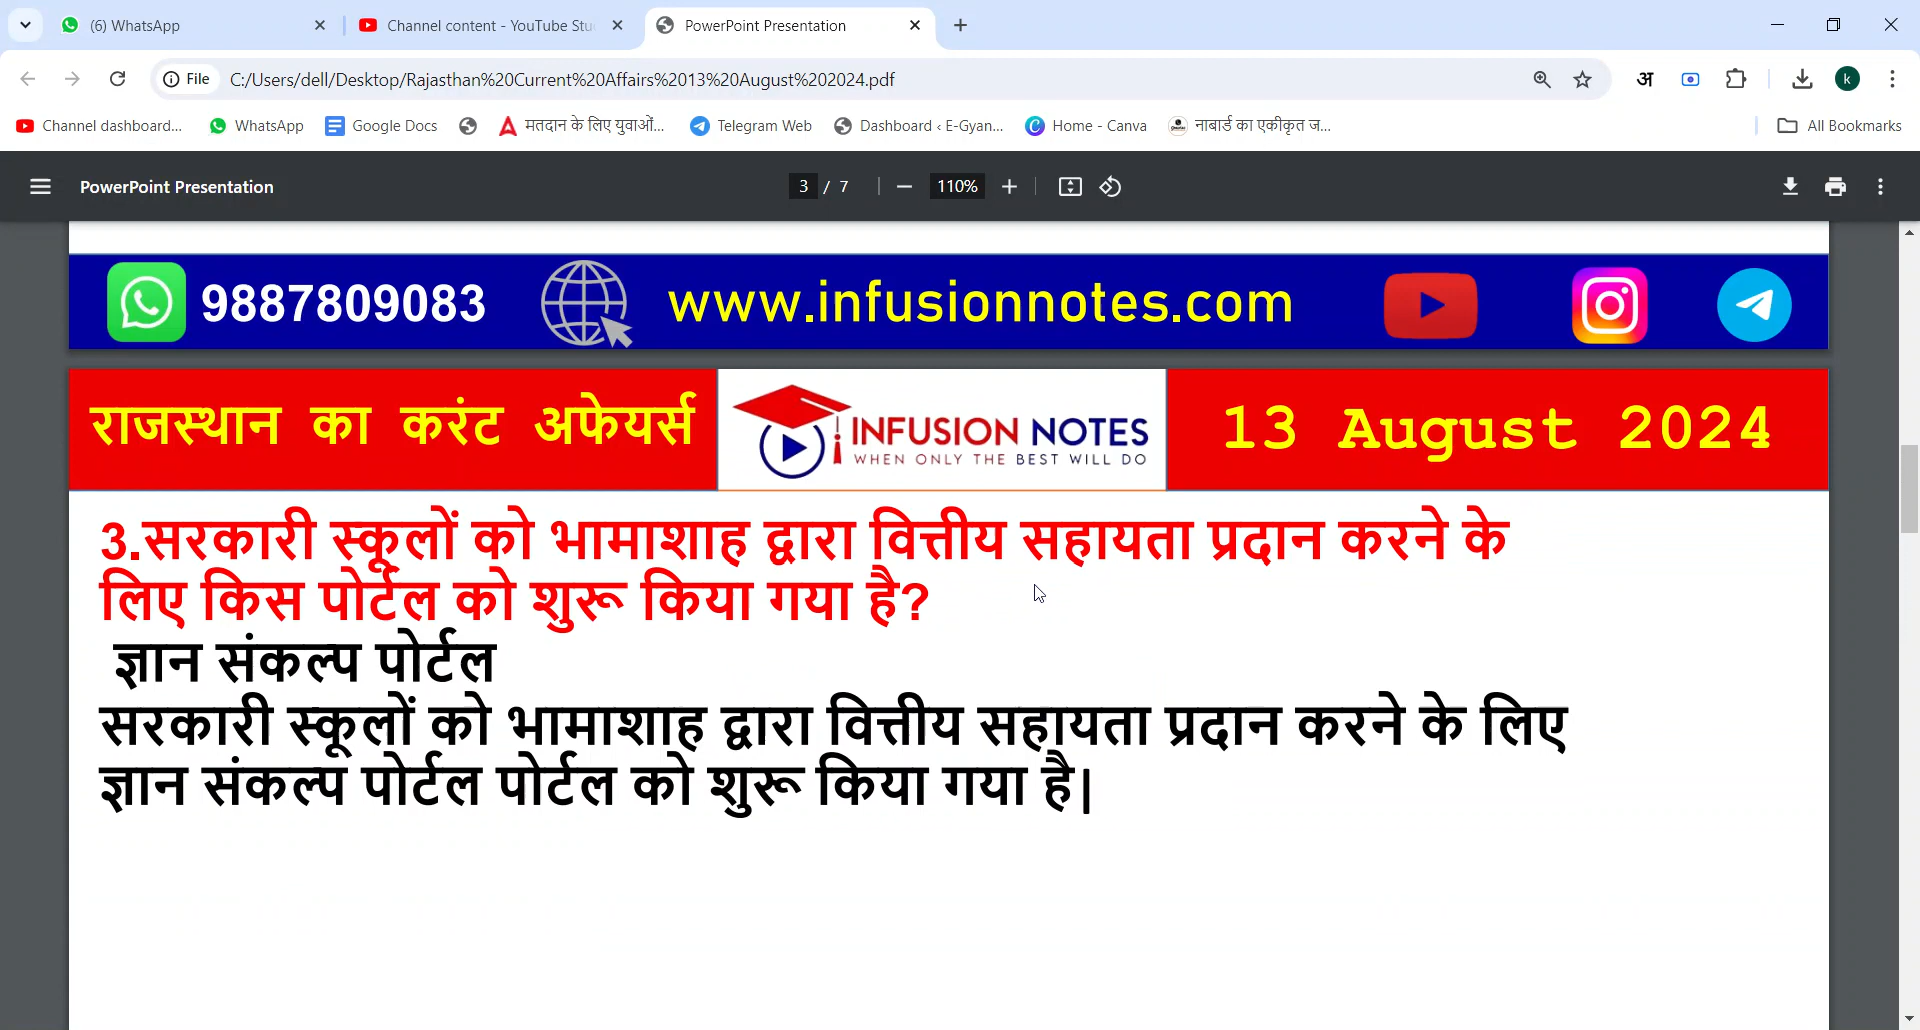 (6) WhatsApp
Channel content - YouTube Stu
PowerPoint Presentation
File
C:/Users/dell/Desktop/Rajasthan%20Current%20Affairs%2013%20August%202024.pdf
अ
k
Channel dashboard...
WhatsApp
Google Docs
मतदान के लिए युवाओं...
Telegram Web
Dashboard ‹ E-Gyan...
Home - Canva
नाबार्ड का एकीकृत ज...
All Bookmarks
PowerPoint Presentation
3 / 7
110%
9887809083
www.infusionnotes.com
राजस्थान का करंट अफेयर्स
INFUSION NOTES
WHEN ONLY THE BEST WILL DO
13 August 2024
3.सरकारी स्कूलों को भामाशाह द्वारा वित्तीय सहायता प्रदान करने के
लिए किस पोर्टल को शुरू किया गया है?
ज्ञान संकल्प पोर्टल
सरकारी स्कूलों को भामाशाह द्वारा वित्तीय सहायता प्रदान करने के लिए
ज्ञान संकल्प पोर्टल पोर्टल को शुरू किया गया है|